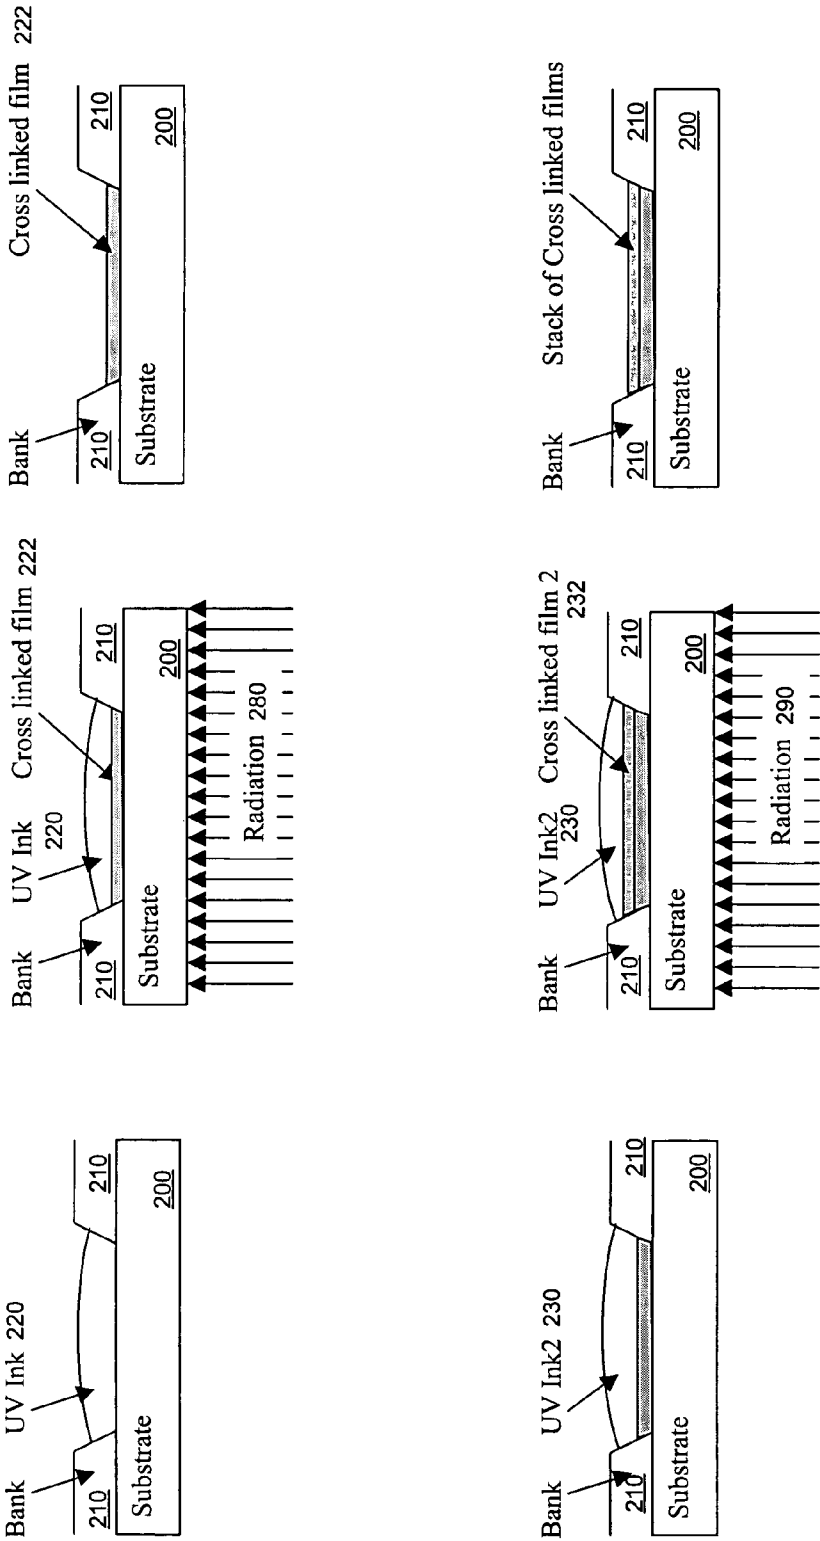 Bank
UV Ink 220
210
210
Substrate
200
Bank
UV Ink
220
Cross linked film 222
210
210
Substrate
200
Radiation 280
Bank
Cross linked film 222
210
210
Substrate
200
Bank
UV Ink2 230
210
210
Substrate
200
Bank
UV Ink2
230
Cross linked film 2
232
210
210
Substrate
200
Radiation 290
Bank
Stack of Cross linked films
210
210
Substrate
200